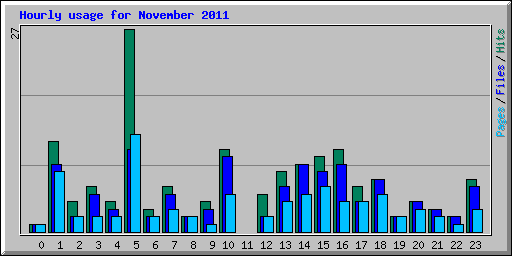 Hourly usage for November 2011
27
Pages / Files / Hits
0 1 2 3 4 5 6 7 8 9 10 11 12 13 14 15 16 17 18 19 20 21 22 23